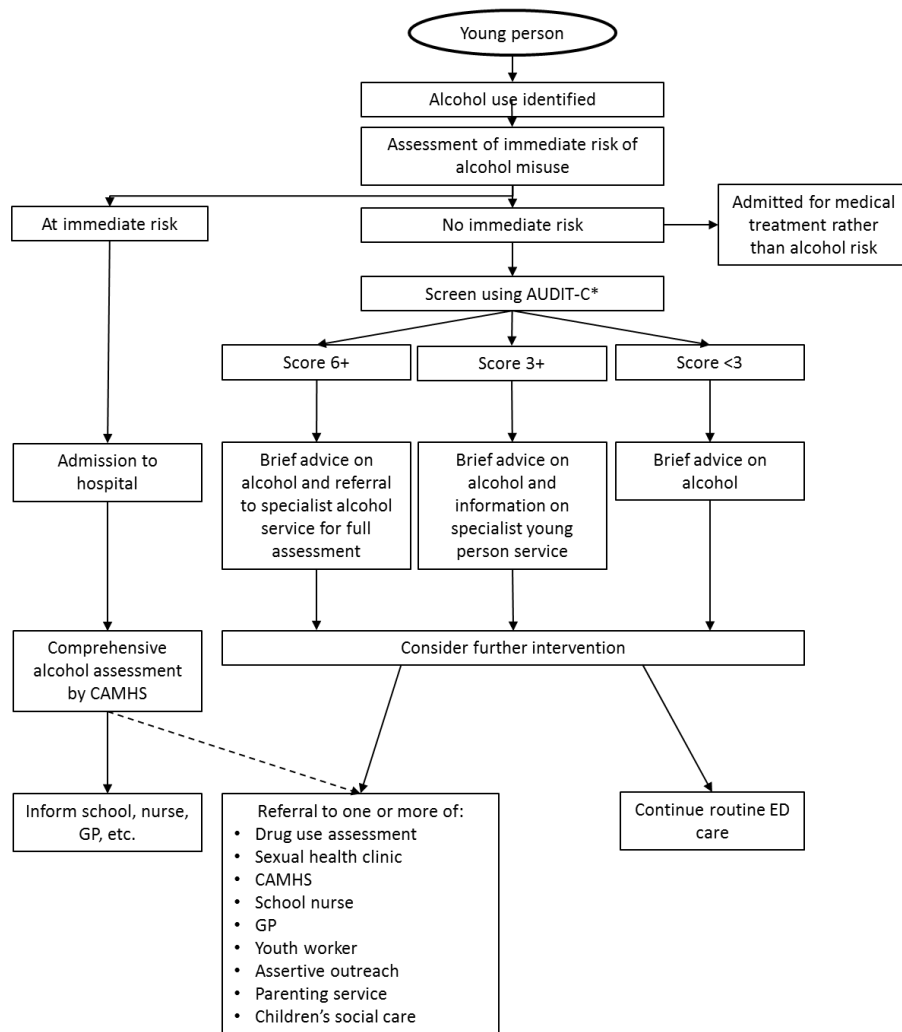 Young person
Alcohol use identified
Assessment of immediate risk of
alcohol misuse
At immediate risk
No immediate risk
Admitted for medical
treatment rather
than alcohol risk
Screen using AUDIT-C*
Score 6+
Score 3+
Score <3
Admission to
hospital
Brief advice on
alcohol and referral
to specialist alcohol
service for full
assessment
Brief advice on
alcohol and
information on
specialist young
person service
Brief advice on
alcohol
Comprehensive
alcohol assessment
by CAMHS
Consider further intervention
Inform school, nurse,
GP, etc.
Referral to one or more of:
• Drug use assessment
• Sexual health clinic
• CAMHS
• School nurse
• GP
• Youth worker
• Assertive outreach
• Parenting service
• Children’s social care
Continue routine ED
care